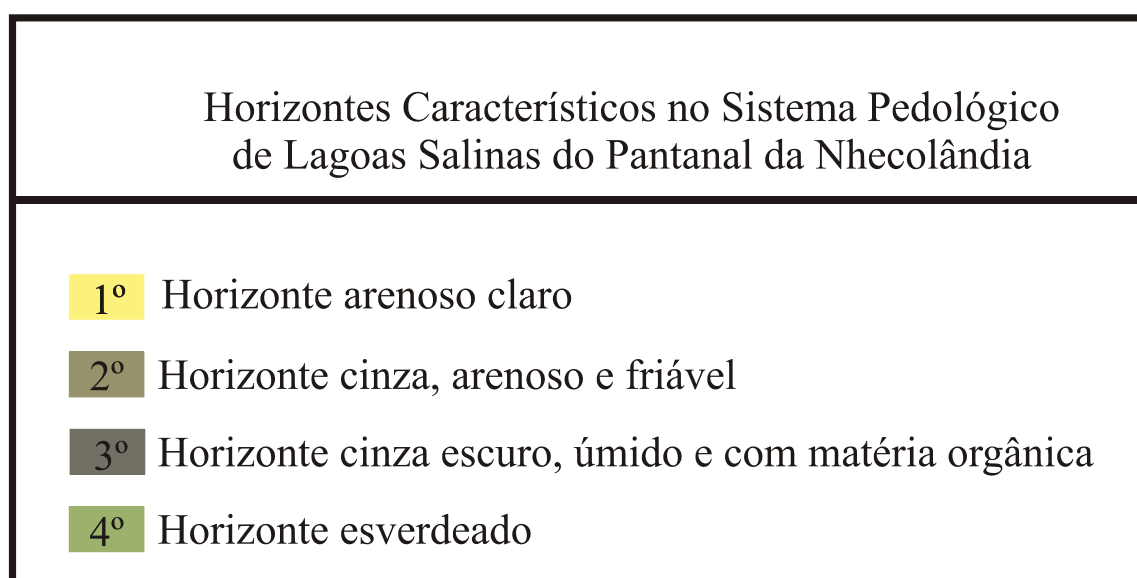 Horizontes Característicos no Sistema Pedológico
de Lagoas Salinas do Pantanal da Nhecolândia
1º Horizonte arenoso claro
2º Horizonte cinza, arenoso e friável
3º Horizonte cinza escuro, úmido e com matéria orgânica
4º Horizonte esverdeado